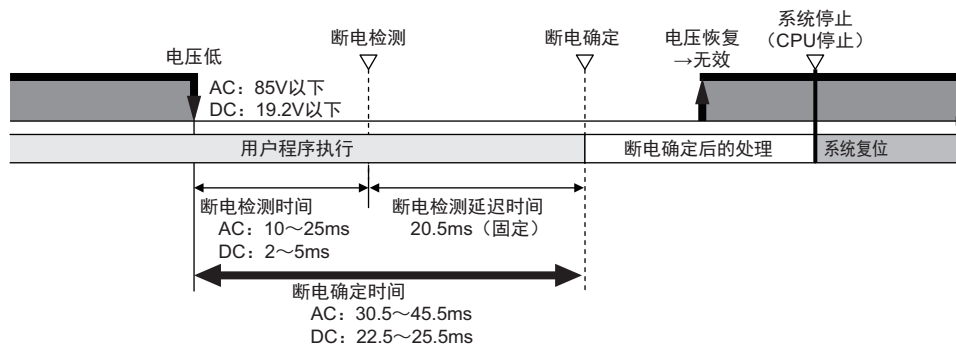 系统停止
（CPU停止）
断电检测
断电确定
电压恢复
→无效
电压低
AC：85V以下
DC：19.2V以下
用户程序执行
断电确定后的处理
系统复位
断电检测时间
AC：10～25ms
DC：2～5ms
断电检测延迟时间
20.5ms（固定）
断电确定时间
AC：30.5～45.5ms
DC：22.5～25.5ms